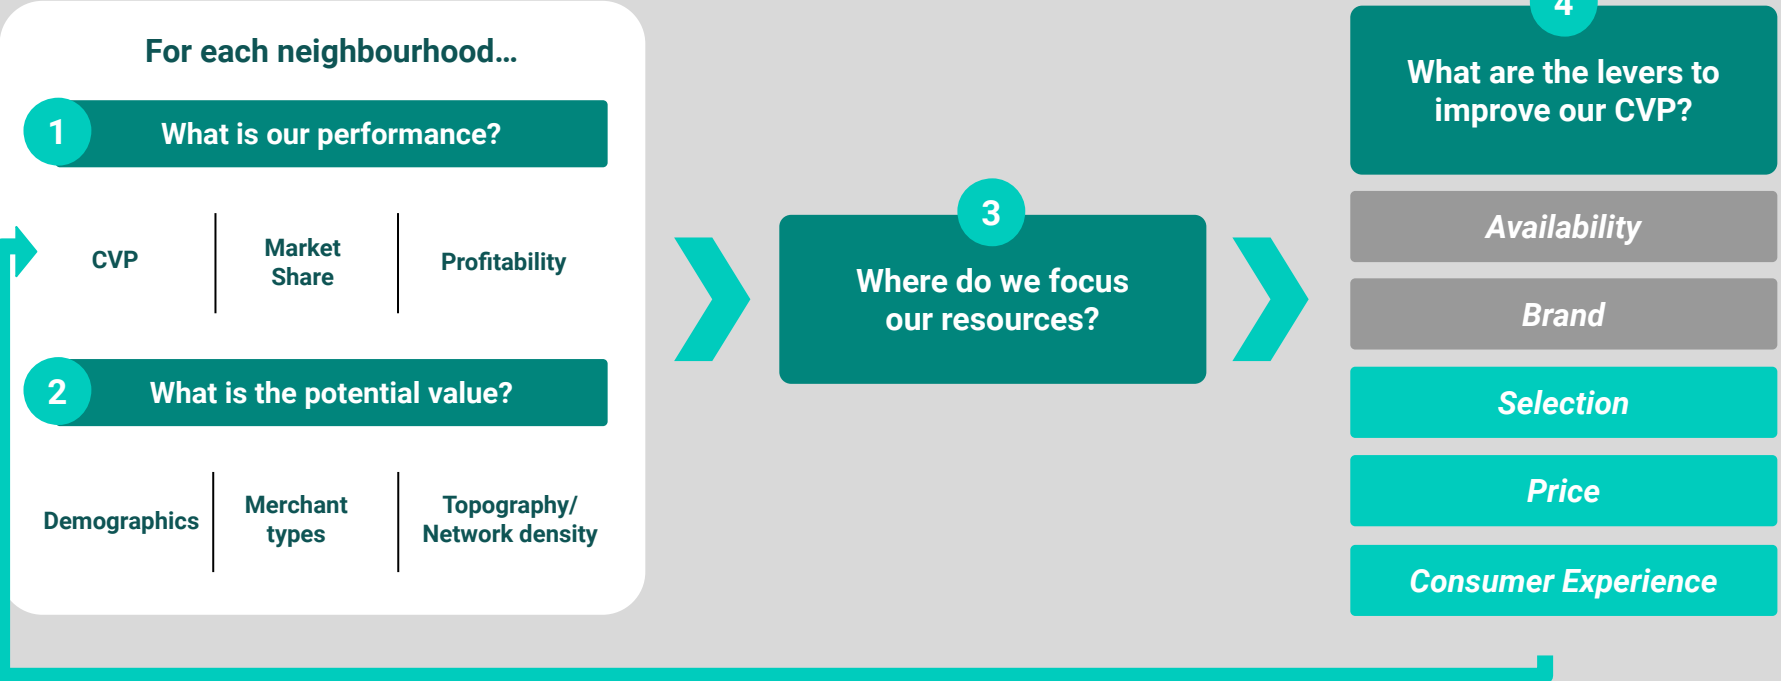 For each neighbourhood...
1
What is our performance?
CVP
Market
Share
Profitability
2
What is the potential value?
Demographics
Merchant
types
Topography/
Network density
3
Where do we focus
our resources?
4
What are the levers to
improve our CVP?
Availability
Brand
Selection
Price
Consumer Experience